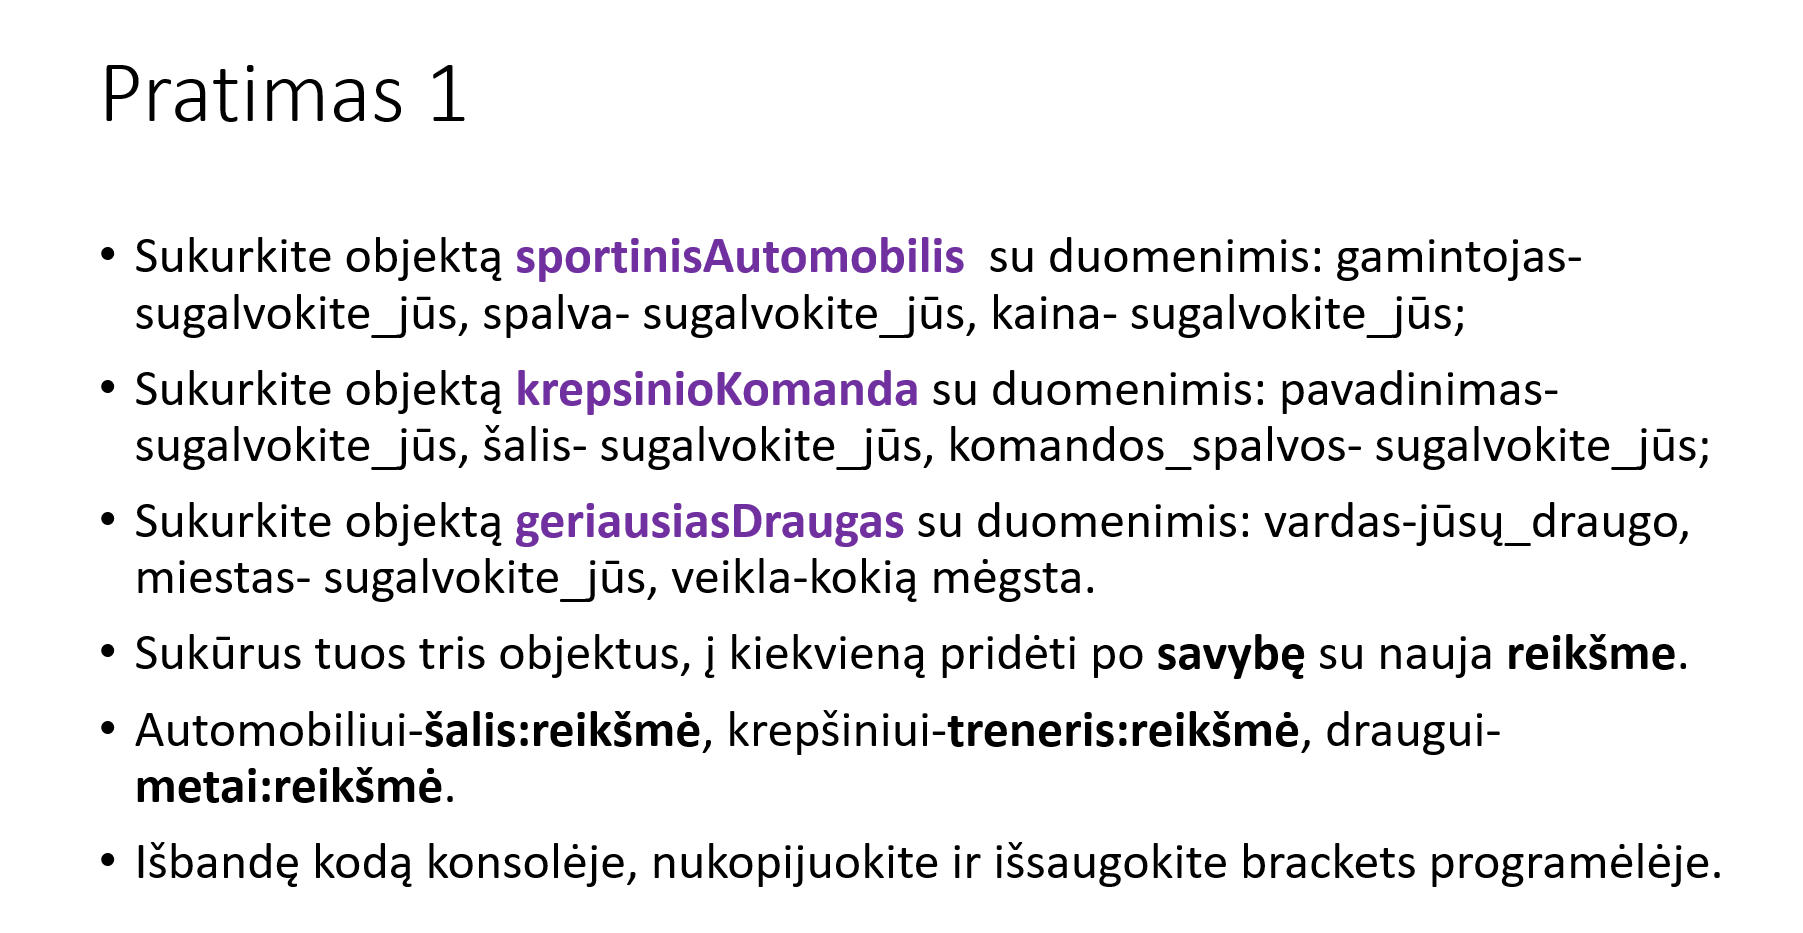 Pratimas 1
• Sukurkite objektą sportinisAutomobilis su duomenimis: gamintojas-
sugalvokite_jūs, spalva- sugalvokite_jūs, kaina- sugalvokite_jūs;
• Sukurkite objektą krepsinioKomanda su duomenimis: pavadinimas-
sugalvokite_jūs, šalis- sugalvokite_jūs, komandos_spalvos- sugalvokite_jūs;
• Sukurkite objektą geriausiasDraugas su duomenimis: vardas-jūsų_draugo,
miestas- sugalvokite_jūs, veikla-kokią mėgsta.
• Sukūrus tuos tris objektus, į kiekvieną pridėti po savybę su nauja reikšme.
• Automobiliui-šalis:reikšmė, krepšiniui-treneris:reikšmė, draugui-
metai:reikšmė.
• Išbandę kodą konsolėje, nukopijuokite ir išsaugokite brackets programėlėje.